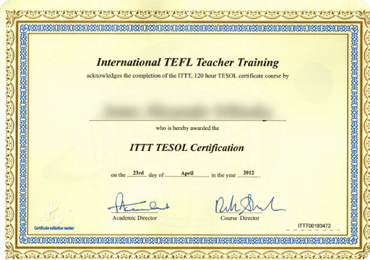 International TEFL Teacher Training
acknowledges the completion of the ITTT, 120 hour TESOL certificate course by
who is hereby awarded the
ITTT TESOL Certification
on the 23rd day of April in the year 2012
Academic Director Course Director
Certificate validation number
ITTT00183472